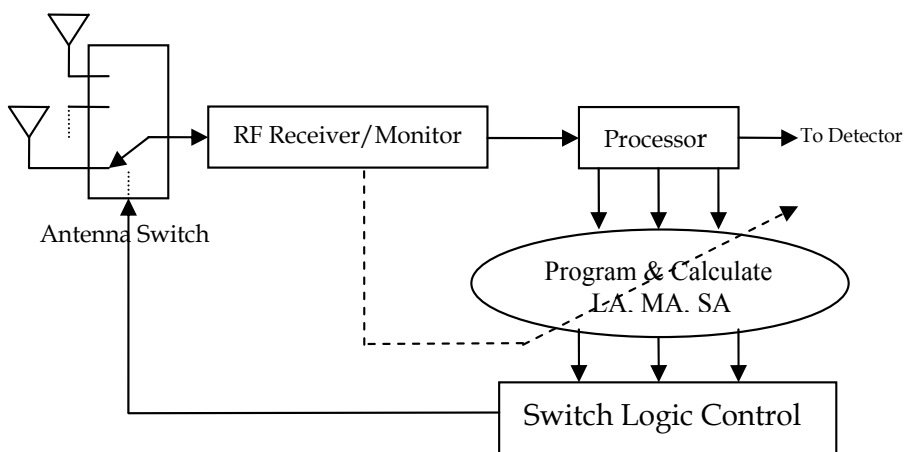 RF Receiver/Monitor
Processor
To Detector
Antenna Switch
Program & Calculate
LA, MA, SA
Switch Logic Control